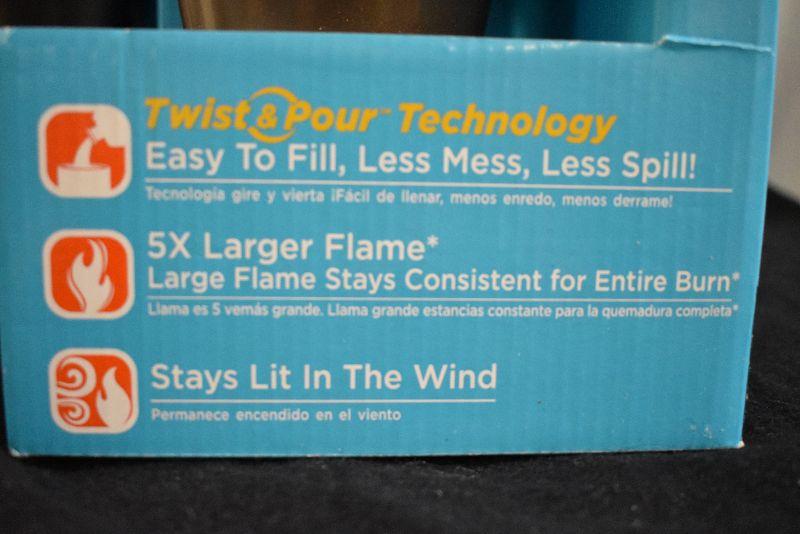 Twist & Pour™ Technology
Easy To Fill, Less Mess, Less Spill!
Tecnología gire y vierta ¡Fácil de llenar, menos enredo, menos derrame!
5X Larger Flame*
Large Flame Stays Consistent for Entire Burn*
Llama es 5 vemás grande. Llama grande estancias constante para la quemadura completa*
Stays Lit In The Wind
Permanece encendido en el viento